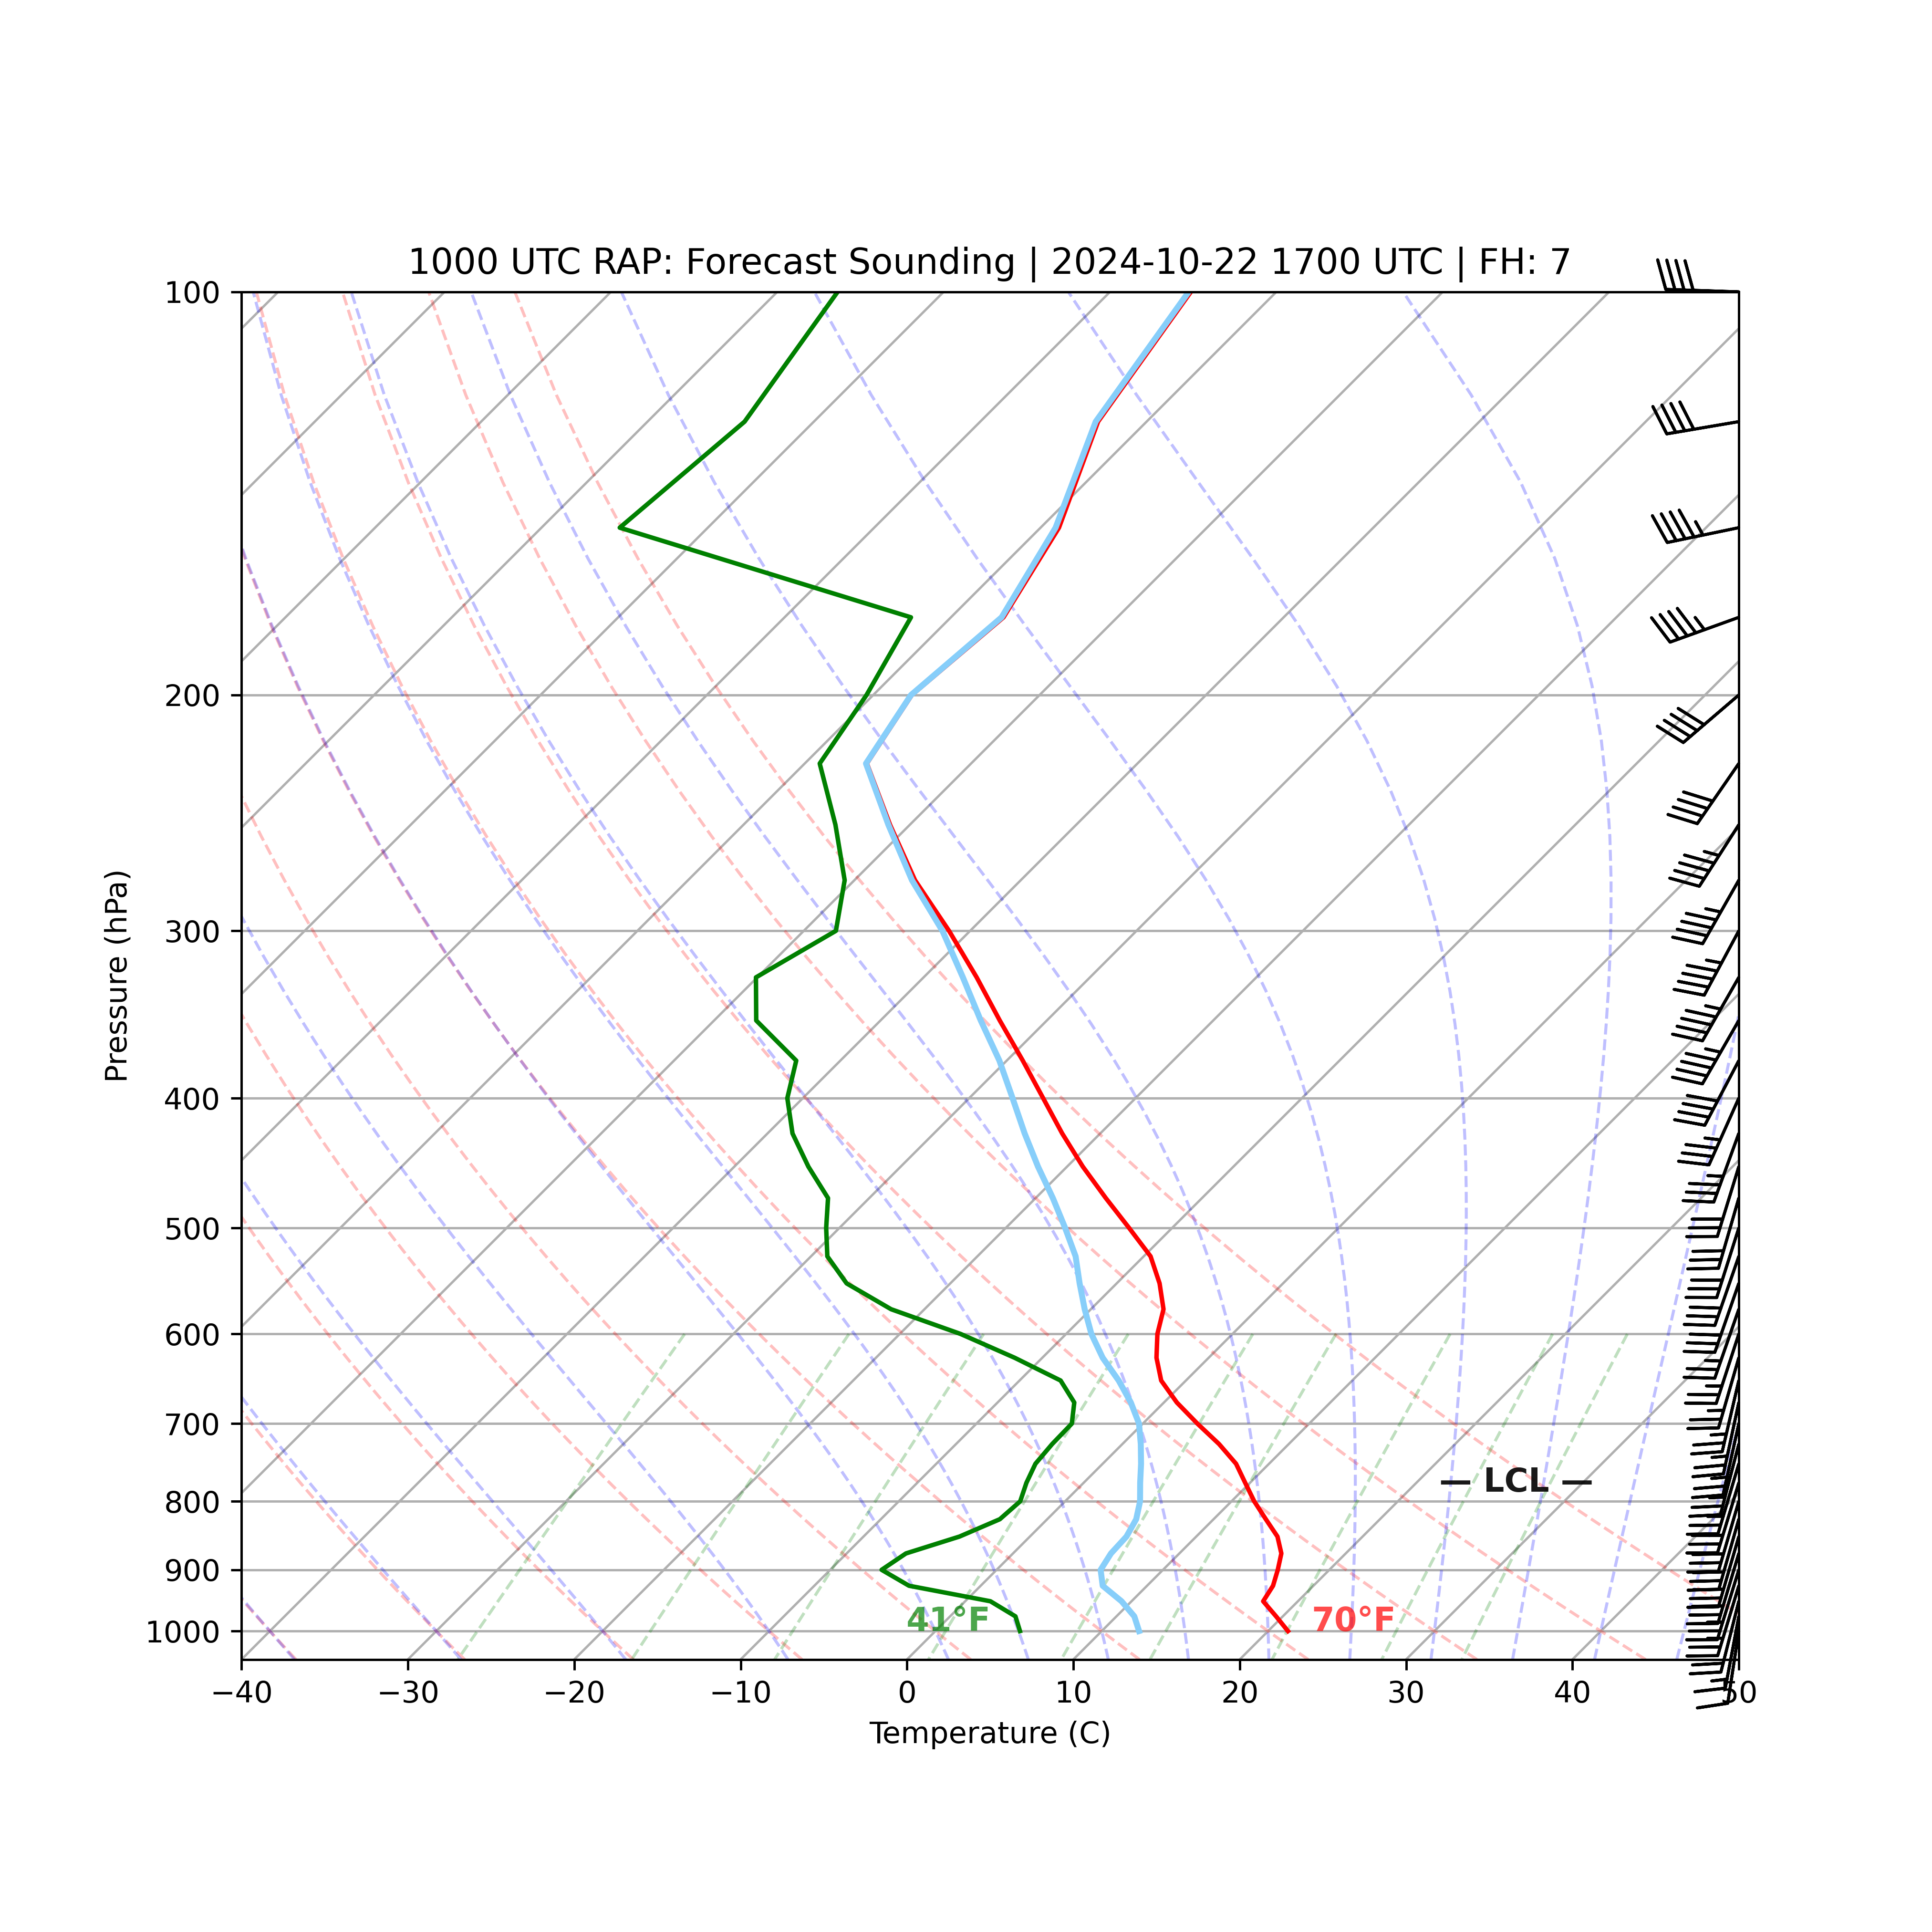 1000 UTC RAP: Forecast Sounding | 2024-10-22 1700 UTC | FH: 7
100
200
300
400
500
600
700
800
900
1000
Pressure (hPa)
— LCL —
41°F
70°F
−40 −30 −20 −10 0 10 20 30 40 50
Temperature (C)